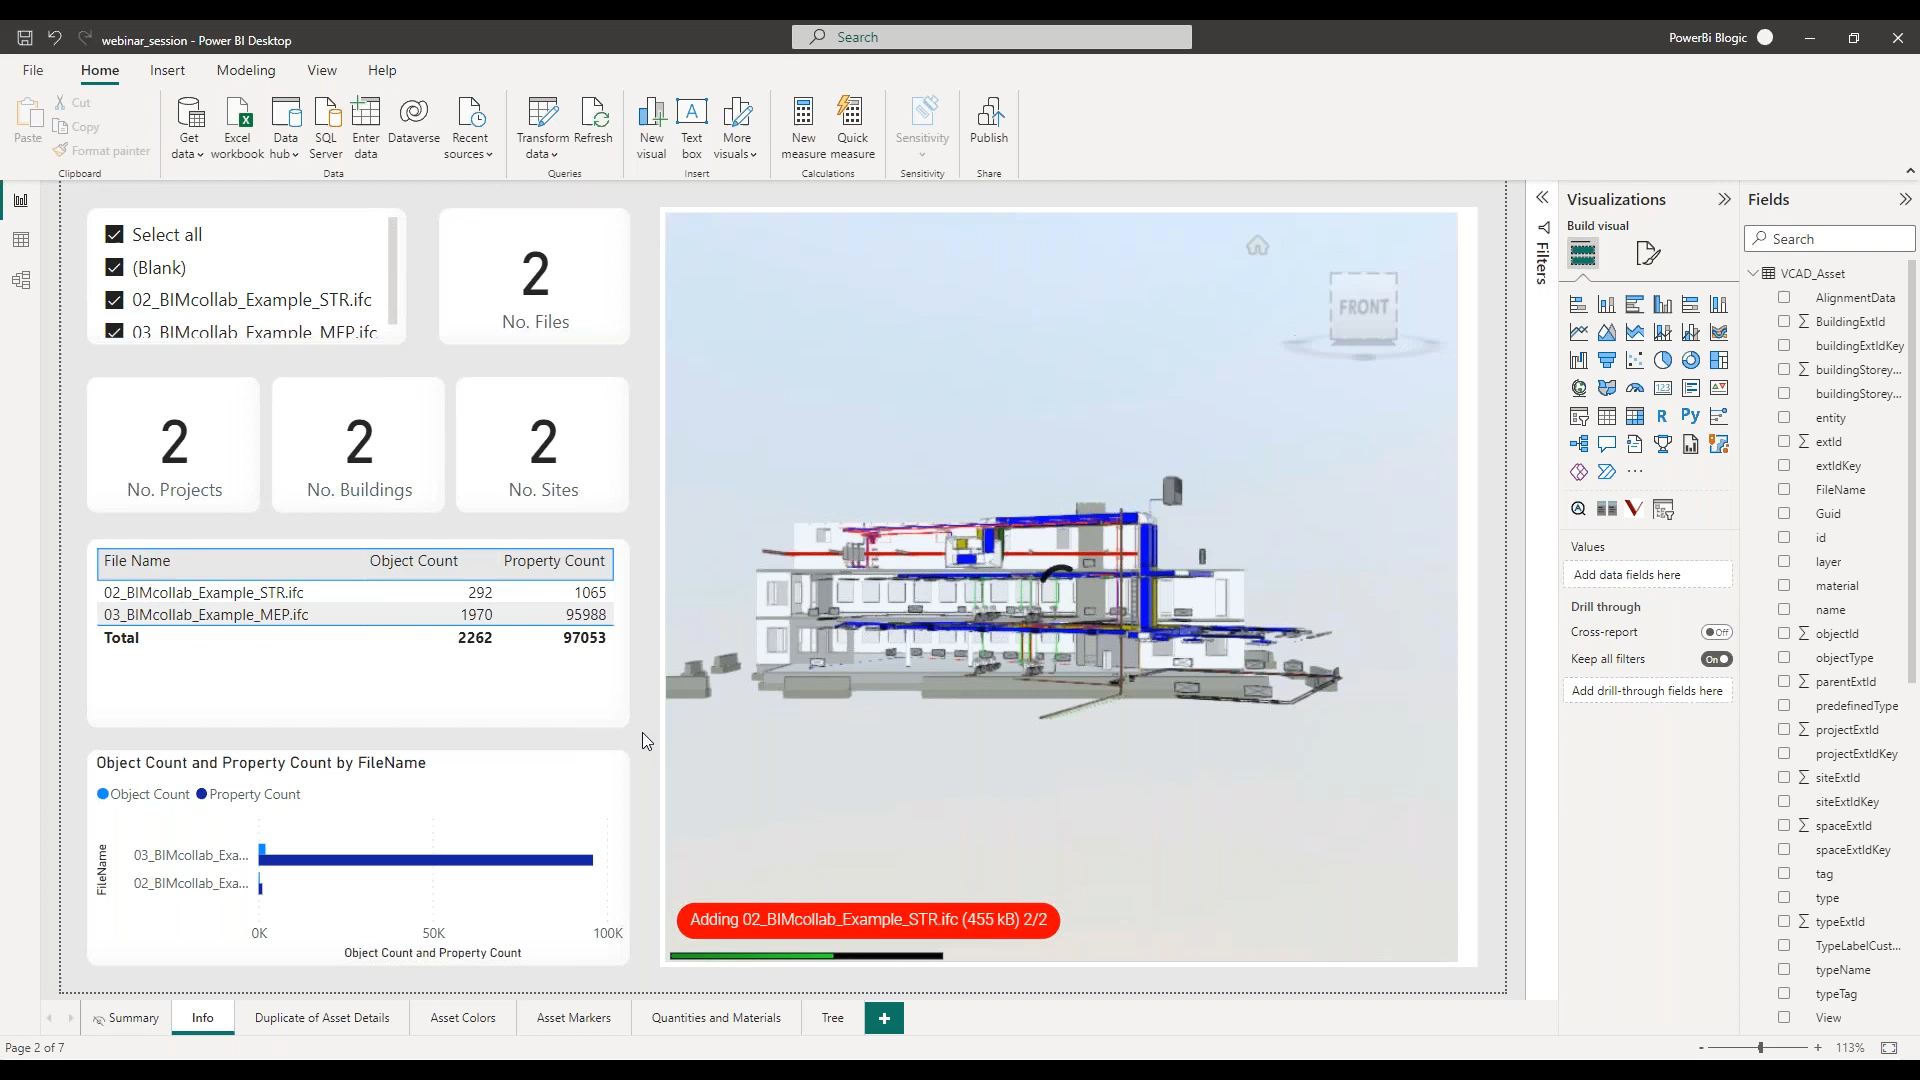 webinar_session - Power BI Desktop
Search
PowerBi Blogic
File Home Insert Modeling View Help
Paste
Cut
Copy
Format painter
Clipboard
Get data
Excel workbook
Data hub
SQL Server
Enter data
Dataverse
Recent sources
Data
Transform data
Refresh
Queries
New visual
Text box
More visuals
Insert
New measure
Quick measure
Calculations
Sensitivity
Sensitivity
Publish
Share
Select all
(Blank)
02_BIMcollab_Example_STR.ifc
03_BIMcollab_Example_MEP.ifc
2
No. Files
2
No. Projects
2
No. Buildings
2
No. Sites
File Name Object Count Property Count
02_BIMcollab_Example_STR.ifc 292 1065
03_BIMcollab_Example_MEP.ifc 1970 95988
Total 2262 97053
Object Count and Property Count by FileName
Object Count Property Count
FileName
03_BIMcollab_Exa...
02_BIMcollab_Exa...
0K 50K 100K
Object Count and Property Count
FRONT
Adding 02_BIMcollab_Example_STR.ifc (455 kB) 2/2
Filters
Visualizations
Build visual
123
R
Py
Values
Add data fields here
Drill through
Cross-report
Off
Keep all filters
On
Add drill-through fields here
Fields
Search
VCAD_Asset
AlignmentData
BuildingExtId
buildingExtIdKey
buildingStorey...
buildingStorey...
entity
extId
extIdKey
FileName
Guid
id
layer
material
name
objectId
objectType
parentExtId
predefinedType
projectExtId
projectExtIdKey
siteExtId
siteExtIdKey
spaceExtId
spaceExtIdKey
tag
type
typeExtId
TypeLabelCust...
typeName
typeTag
View
Summary Info Duplicate of Asset Details Asset Colors Asset Markers Quantities and Materials Tree +
Page 2 of 7
- + 113%